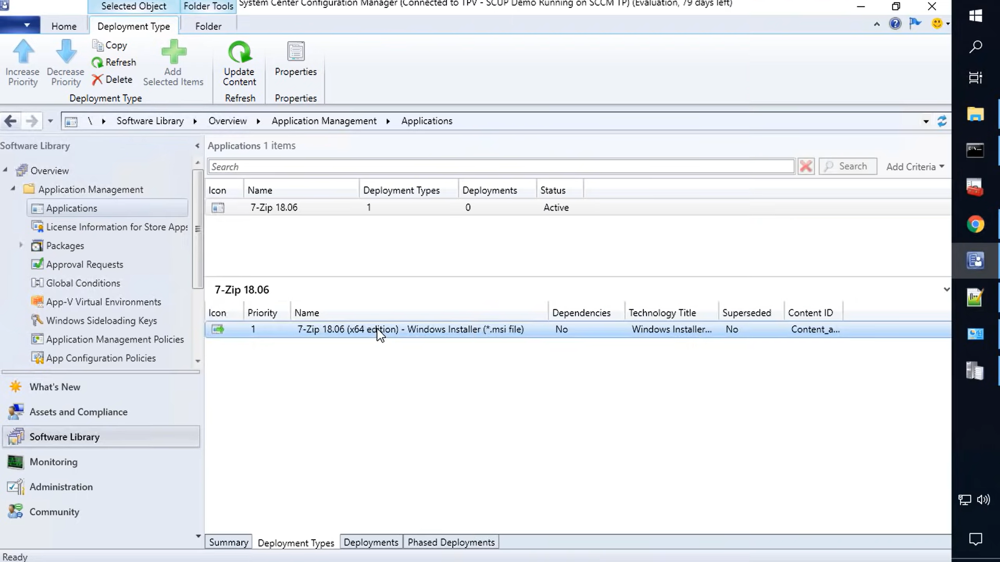 Selected Object
Folder Tools
System Center Configuration Manager (Connected to TPV - SCUP Demo Running on SCCM TP) (Evaluation, 79 days left)
Home
Deployment Type
Folder
Increase Priority
Decrease Priority
Copy
Refresh
Delete
Add Selected Items
Update Content
Properties
Deployment Type
Refresh
Properties
\ Software Library Overview Application Management Applications
Software Library
Overview
Application Management
Applications
License Information for Store Apps
Packages
Approval Requests
Global Conditions
App-V Virtual Environments
Windows Sideloading Keys
Application Management Policies
App Configuration Policies
What's New
Assets and Compliance
Software Library
Monitoring
Administration
Community
Applications 1 items
Search
Search
Add Criteria
Icon Name Deployment Types Deployments Status
7-Zip 18.06 1 0 Active
7-Zip 18.06
Icon Priority Name Dependencies Technology Title Superseded Content ID
1 7-Zip 18.06 (x64 edition) - Windows Installer (*.msi file) No Windows Installer... No Content_a...
Summary Deployment Types Deployments Phased Deployments
Ready